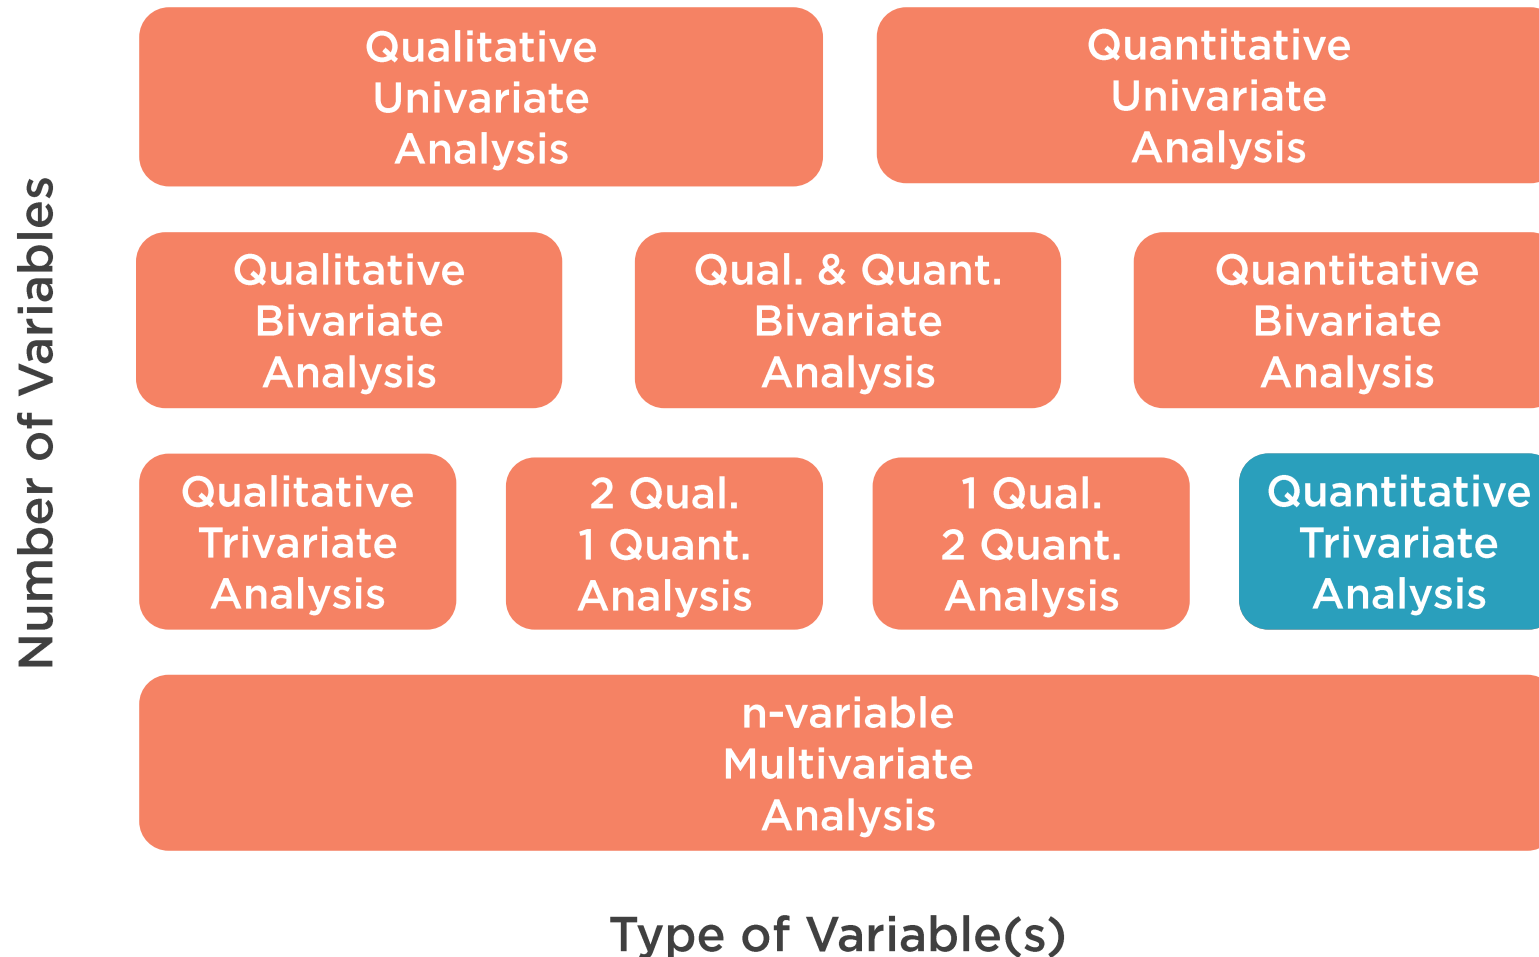 Number of Variables
Qualitative
Univariate
Analysis
Quantitative
Univariate
Analysis
Qualitative
Bivariate
Analysis
Qual. & Quant.
Bivariate
Analysis
Quantitative
Bivariate
Analysis
Qualitative
Trivariate
Analysis
2 Qual.
1 Quant.
Analysis
1 Qual.
2 Quant.
Analysis
Quantitative
Trivariate
Analysis
n-variable
Multivariate
Analysis
Type of Variable(s)